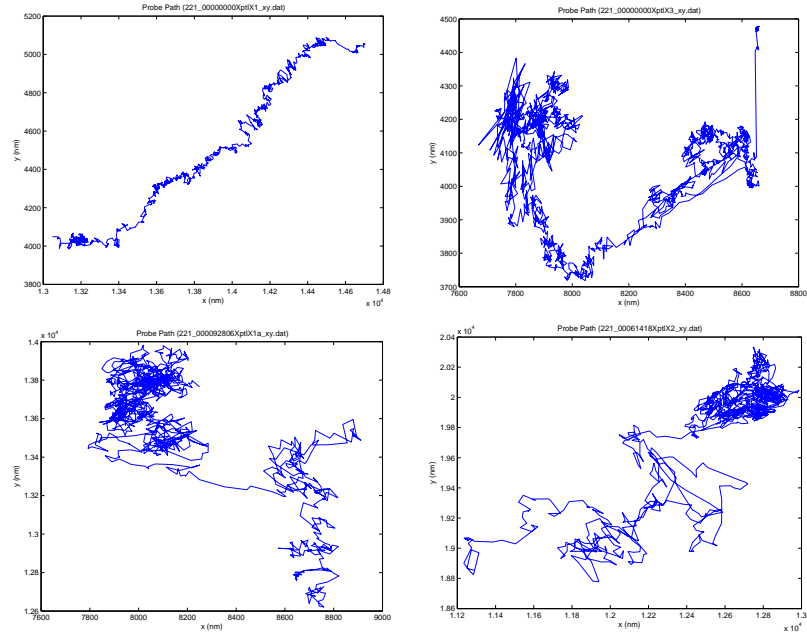 Probe Path (221_00000000XptlX1_xy.dat)
5200
5000
4800
4600
4400
4200
4000
3800
y (nm)
1.3 1.32 1.34 1.36 1.38 1.4 1.42 1.44 1.46 1.48
x (nm)
x 10^4
Probe Path (221_00000000XptlX3_xy.dat)
4500
4400
4300
4200
4100
4000
3900
3800
3700
y (nm)
7600 7800 8000 8200 8400 8600 8800
x (nm)
x 10^4
Probe Path (221_000092806XptlX1a_xy.dat)
1.4
1.38
1.36
1.34
1.32
1.3
1.28
1.26
y (nm)
7600 7800 8000 8200 8400 8600 8800 9000
x (nm)
x 10^4
Probe Path (221_00061418XptlX2_xy.dat)
2.04
2.02
2
1.98
1.96
1.94
1.92
1.9
1.88
1.86
y (nm)
1.12 1.14 1.16 1.18 1.2 1.22 1.24 1.26 1.28 1.3
x (nm)
x 10^4